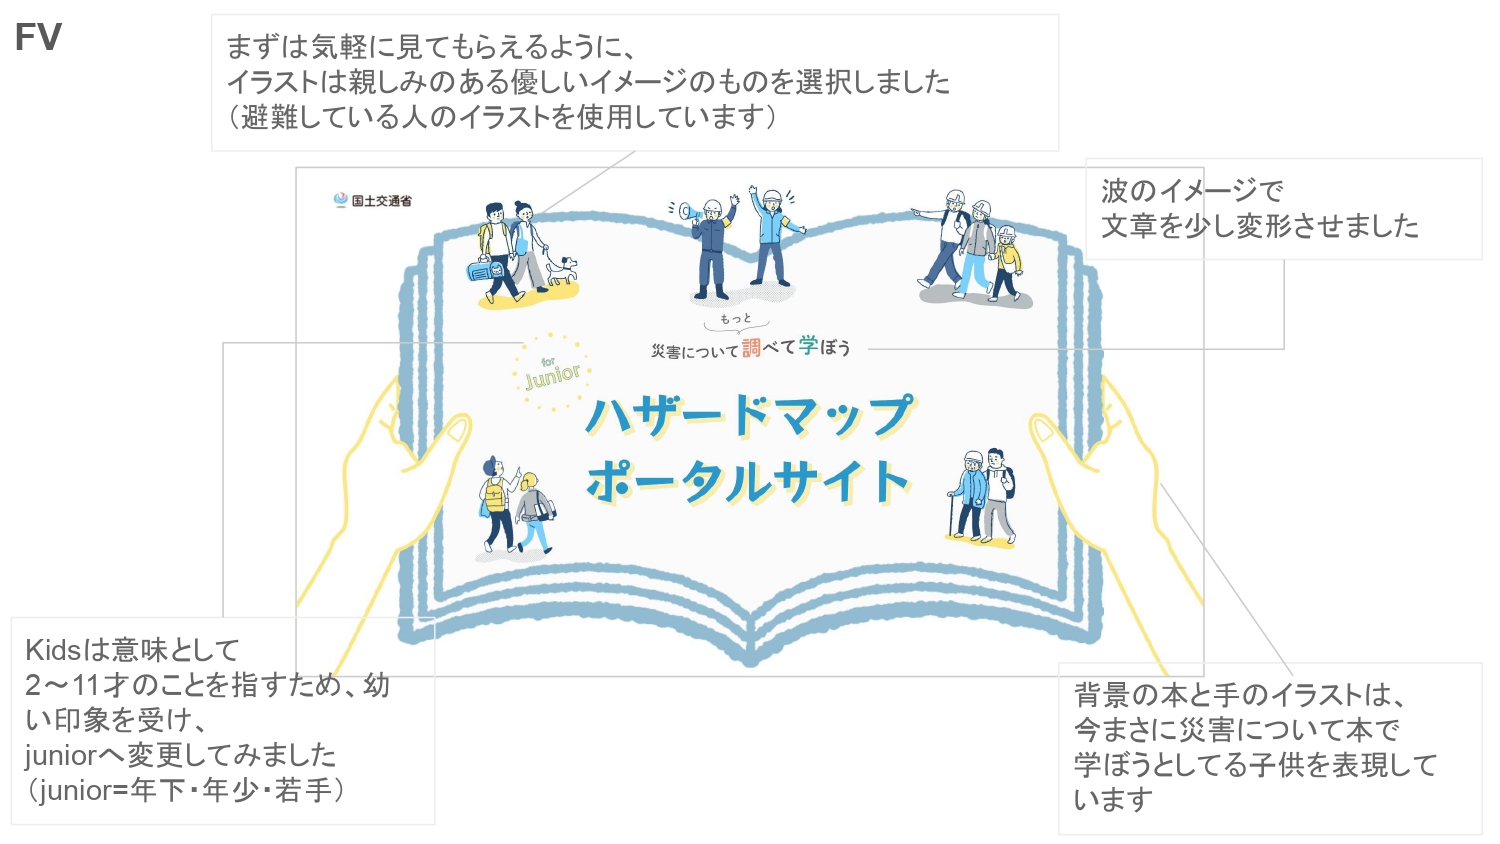 FV
まずは気軽に見てもらえるように、
イラストは親しみのある優しいイメージのものを選択しました
（避難している人のイラストを使用しています）
波のイメージで
文章を少し変形させました
国土交通省
もっと
災害について調べて学ぼう
for
Junior
ハザードマップ
ポータルサイト
Kidsは意味として
2～11才のことを指すため、幼
い印象を受け、
juniorへ変更してみました
（junior=年下・年少・若手）
背景の本と手のイラストは、
今まさに災害について本で
学ぼうとしてる子供を表現して
います